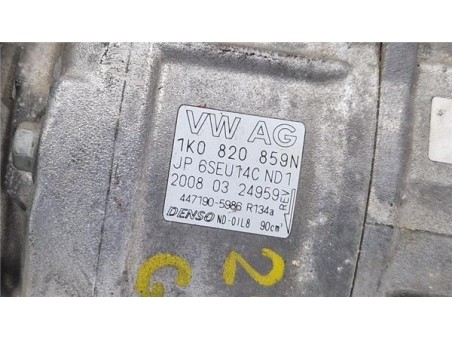 VW AG
1K0 820 859N
JP 6SEU14C ND1
2008 03 24959
REV
447190-5986 R134a
DENSO ND-OIL8 90cm³
2
C